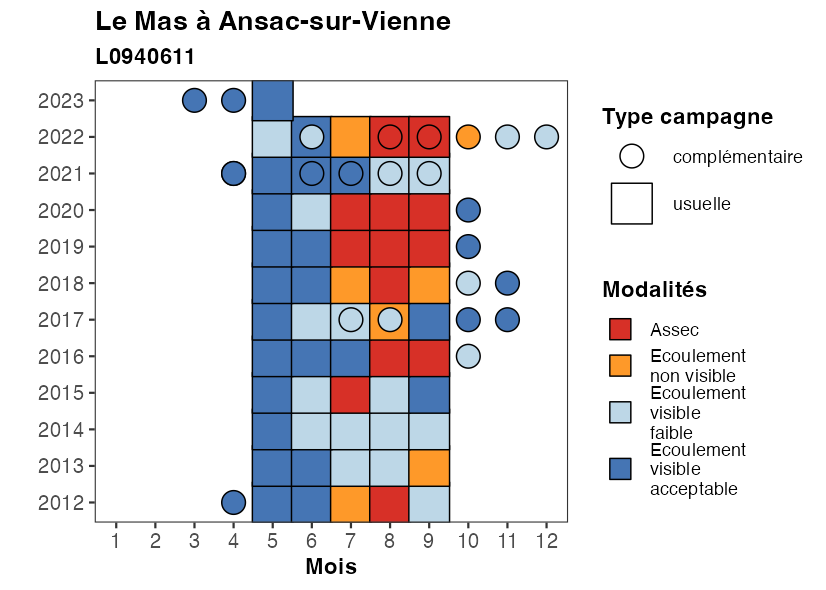 Le Mas à Ansac-sur-Vienne
L0940611
2023
2022
2021
2020
2019
2018
2017
2016
2015
2014
2013
2012
1 2 3 4 5 6 7 8 9 10 11 12
Mois
Type campagne
complémentaire
usuelle
Modalités
Assec
Ecoulement
non visible
Ecoulement
visible
faible
Ecoulement
visible
acceptable